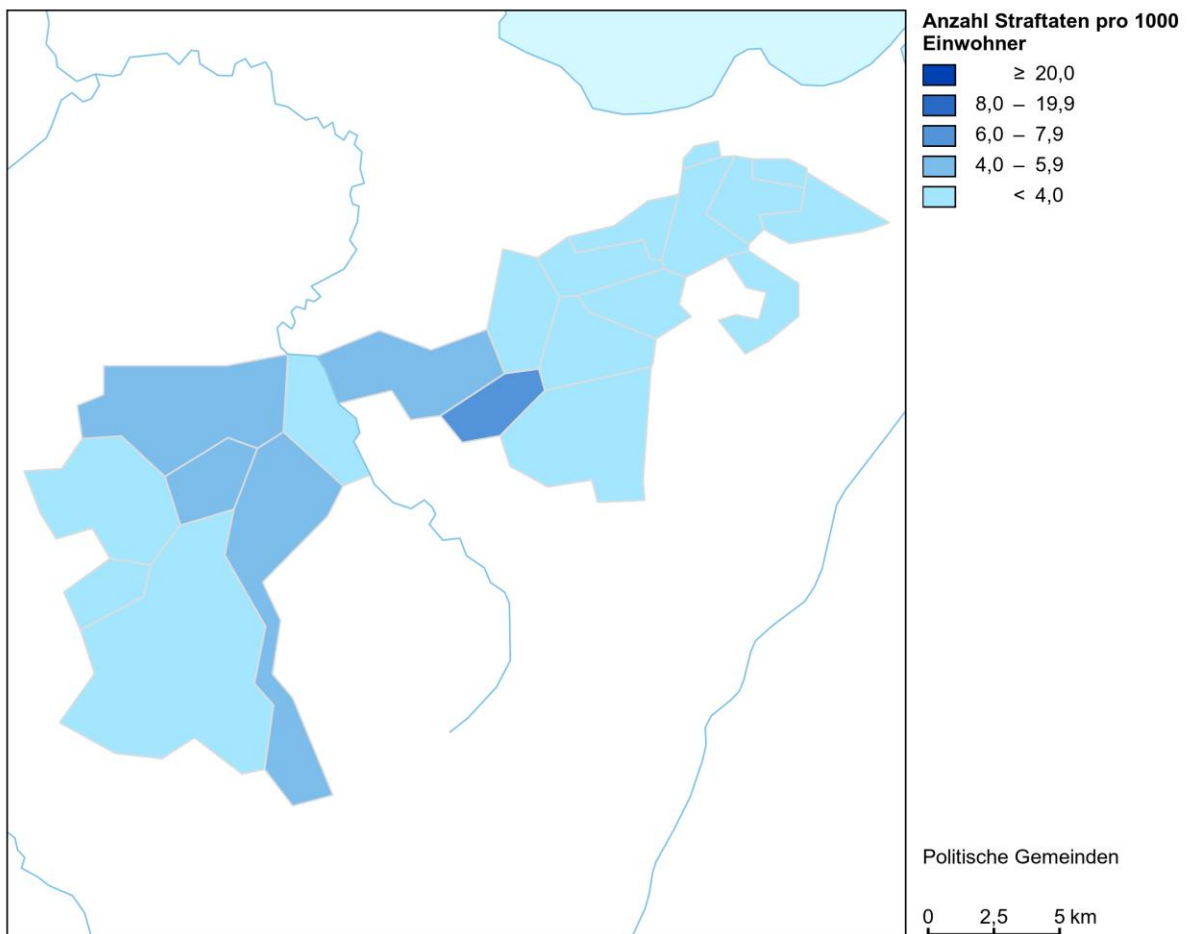 Anzahl Straftaten pro 1000
Einwohner
≥ 20,0
8,0 – 19,9
6,0 – 7,9
4,0 – 5,9
< 4,0
Politische Gemeinden
0 2,5 5 km